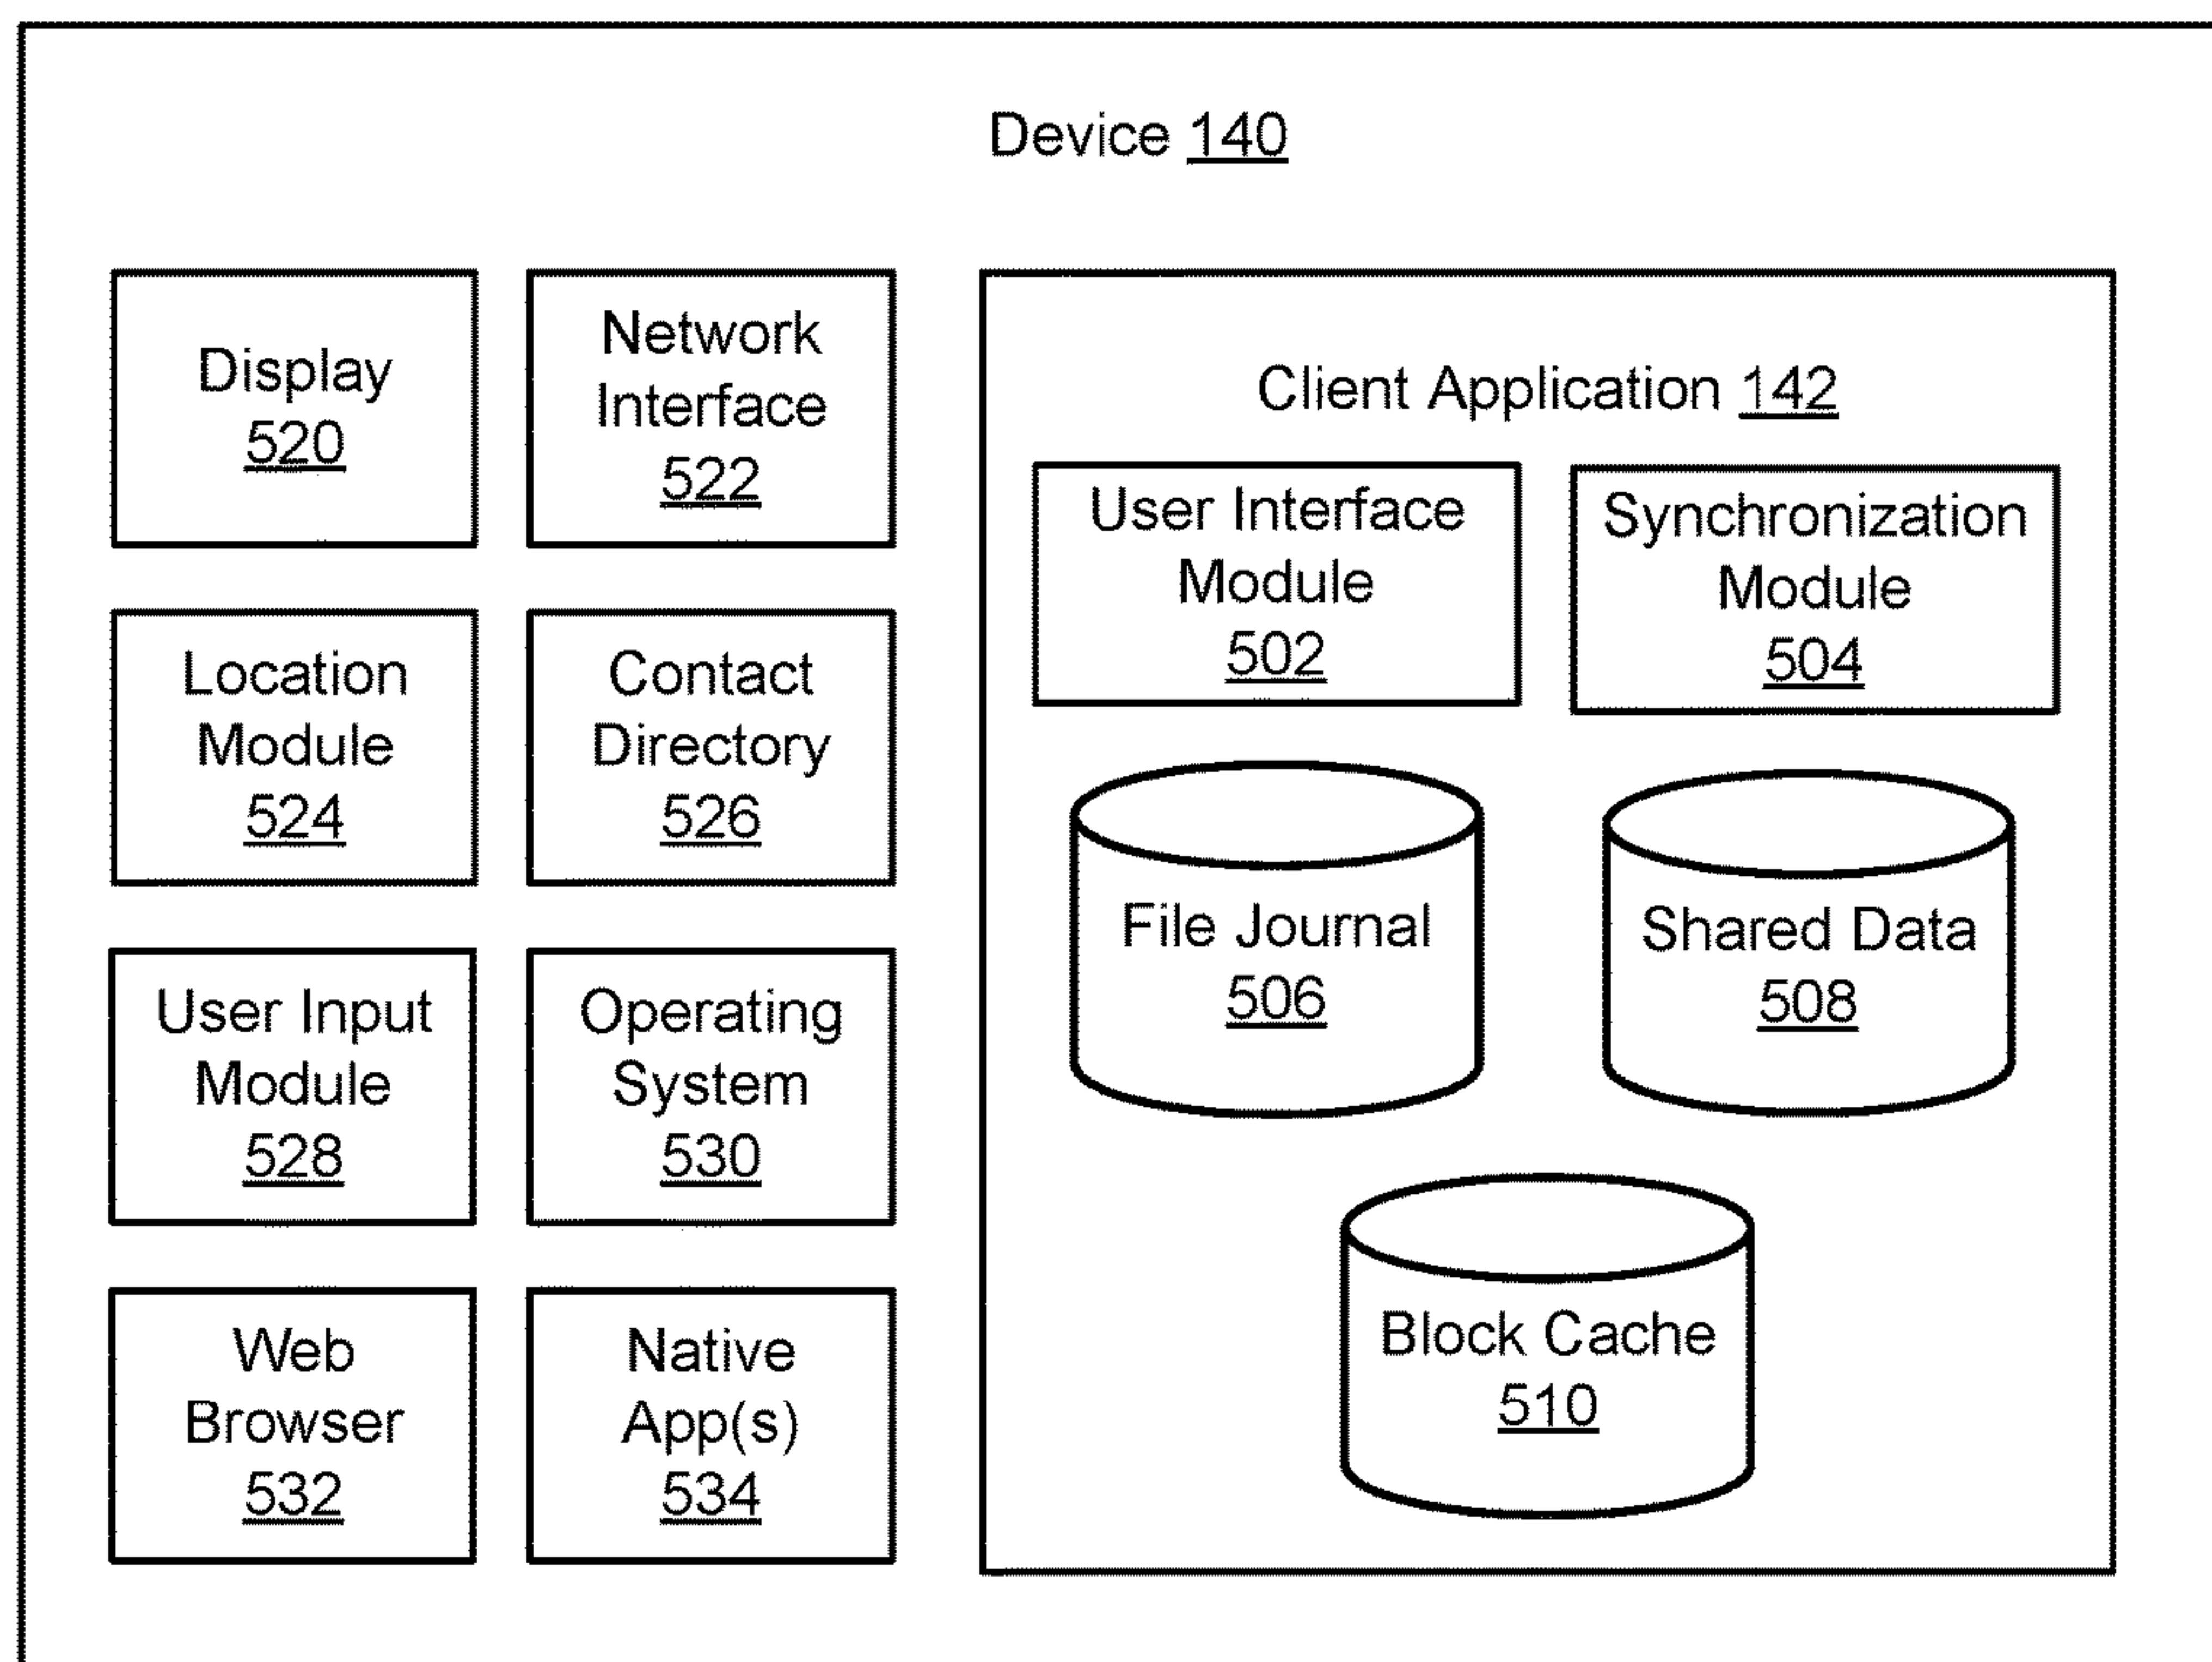 Device 140
Display
520
Network
Interface
522
Location
Module
524
Contact
Directory
526
User Input
Module
528
Operating
System
530
Web
Browser
532
Native
App(s)
534
Client Application 142
User Interface
Module
502
Synchronization
Module
504
File Journal
506
Shared Data
508
Block Cache
510